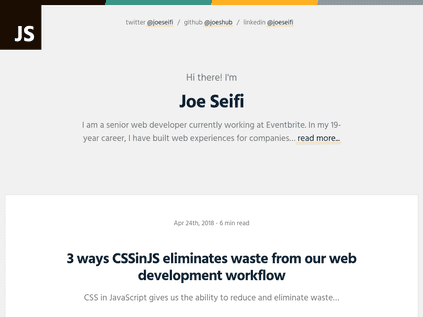 JS
twitter @joeseifi / github @joeshub / linkedin @joeseifi
Hi there! I'm
Joe Seifi
I am a senior web developer currently working at Eventbrite. In my 19-
year career, I have built web experiences for companies... read more...
Apr 24th, 2018 - 6 min read
3 ways CSSinJS eliminates waste from our web
development workflow
CSS in JavaScript gives us the ability to reduce and eliminate waste...